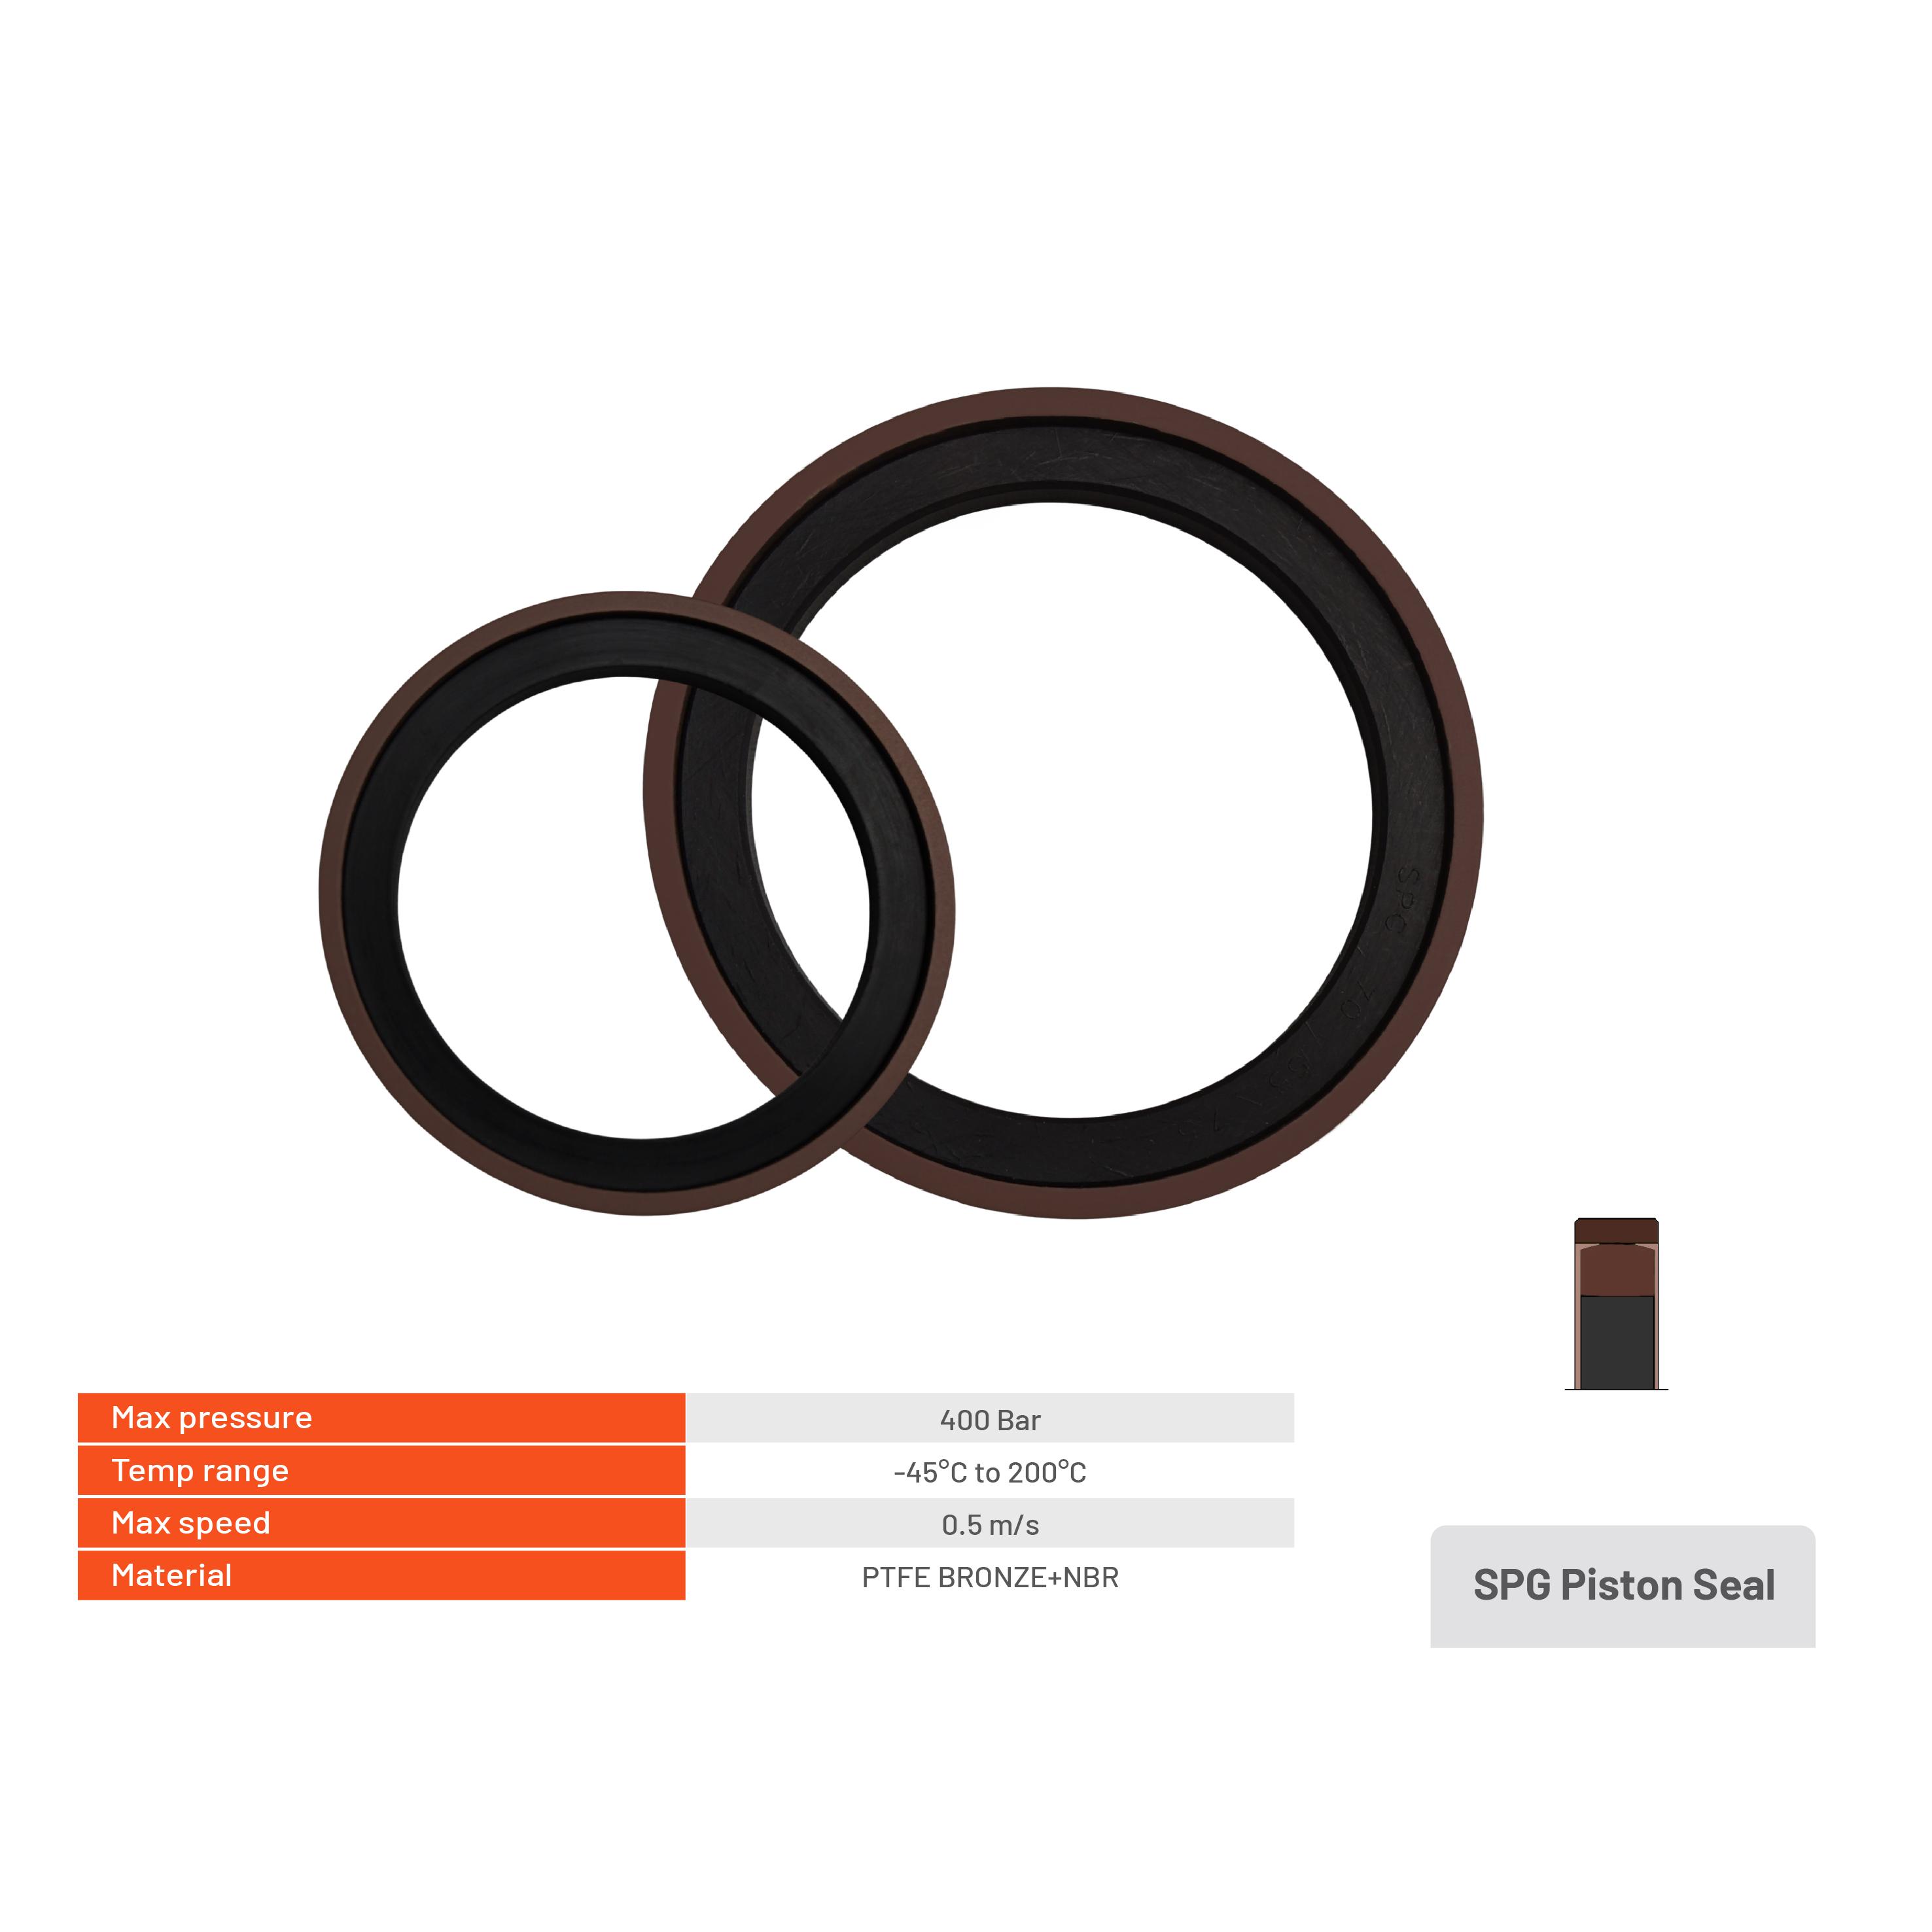 SPG
70
Max pressure
400 Bar
Temp range
-45°C to 200°C
Max speed
0.5 m/s
Material
PTFE BRONZE+NBR
SPG Piston Seal